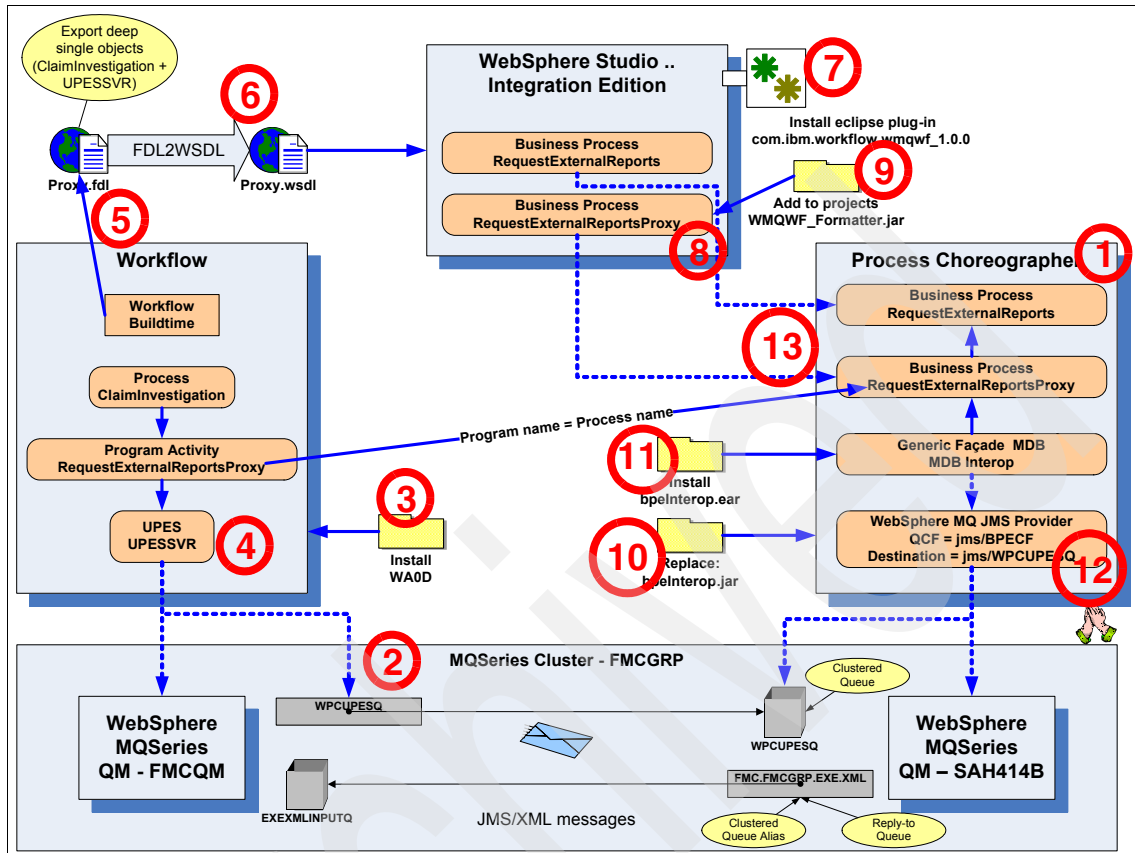 Export deep
single objects
(ClaimInvestigation +
UPESSVR)
6
FDL2WSDL
Proxy.fdl
Proxy.wsdl
5
WebSphere Studio ..
Integration Edition
Business Process
RequestExternalReports
Business Process
RequestExternalReportsProxy
8
7
Install eclipse plug-in
com.ibm.workflow.wmqwf_1.0.0
9
Add to projects
WMQWF_Formatter.jar
Workflow
Workflow
Buildtime
Process
ClaimInvestigation
Program Activity
RequestExternalReportsProxy
UPES
UPESSVR
4
3
Install
WA0D
Program name = Process name
13
11
Install
bpeInterop.ear
10
Replace:
bpeInterop.jar
Process Choreographer
1
Business Process
RequestExternalReports
Business Process
RequestExternalReportsProxy
Generic Façade MDB
MDB Interop
WebSphere MQ JMS Provider
QCF = jms/BPECF
Destination = jms/WPCUPESQ
12
2
MQSeries Cluster - FMCGRP
WebSphere
MQSeries
QM - FMCQM
WPCUPESQ
Clustered
Queue
WPCUPESQ
EXEXMLINPUTQ
FMC.FMCGRP.EXE.XML
JMS/XML messages
Clustered
Queue Alias
Reply-to
Queue
WebSphere
MQSeries
QM – SAH414B